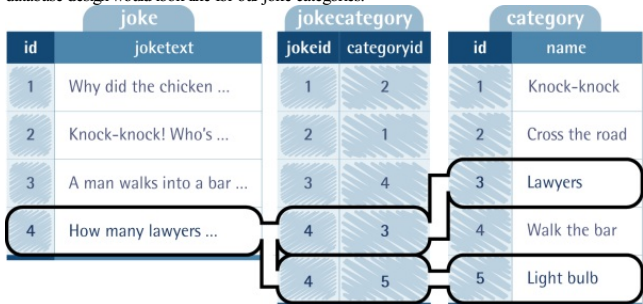 joke jokecategory category
id joketext jokeid categoryid id name
1 Why did the chicken ... 1 2 1 Knock-knock
2 Knock-knock! Who's ... 2 1 2 Cross the road
3 A man walks into a bar ... 3 4 3 Lawyers
4 How many lawyers ... 4 3 4 Walk the bar
4 5 5 Light bulb